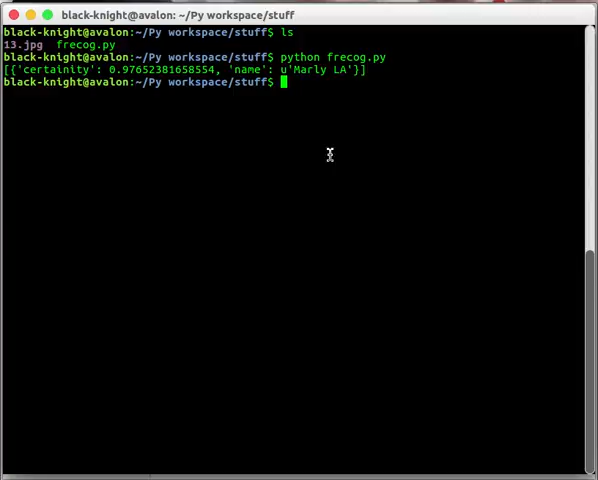 black-knight@avalon: ~/Py workspace/stuff
black-knight@avalon:~/Py workspace/stuff$ ls
13.jpg  frecog.py
black-knight@avalon:~/Py workspace/stuff$ python frecog.py
[{'certainity': 0.97652381658554, 'name': u'Marly LA'}]
black-knight@avalon:~/Py workspace/stuff$